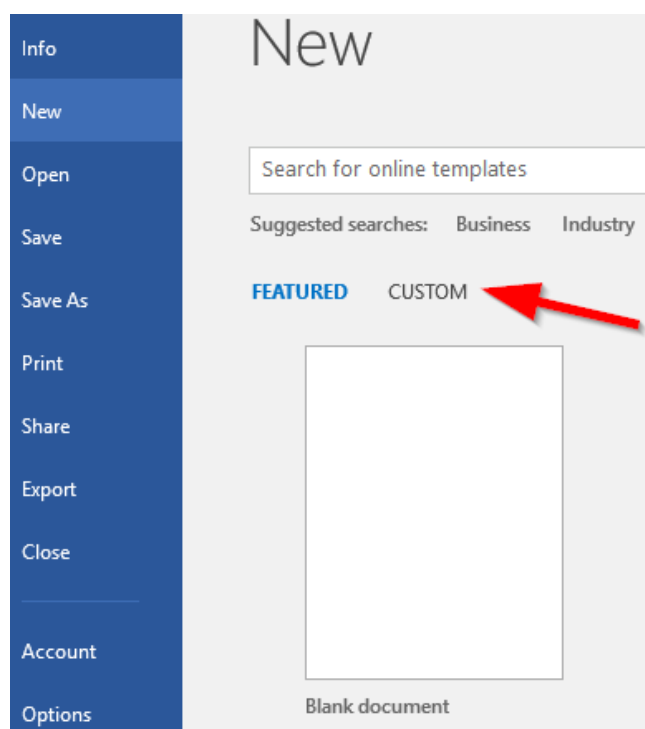 Info
New
Open
Save
Save As
Print
Share
Export
Close
Account
Options
New
Search for online templates
Suggested searches: Business Industry
FEATURED CUSTOM
Blank document